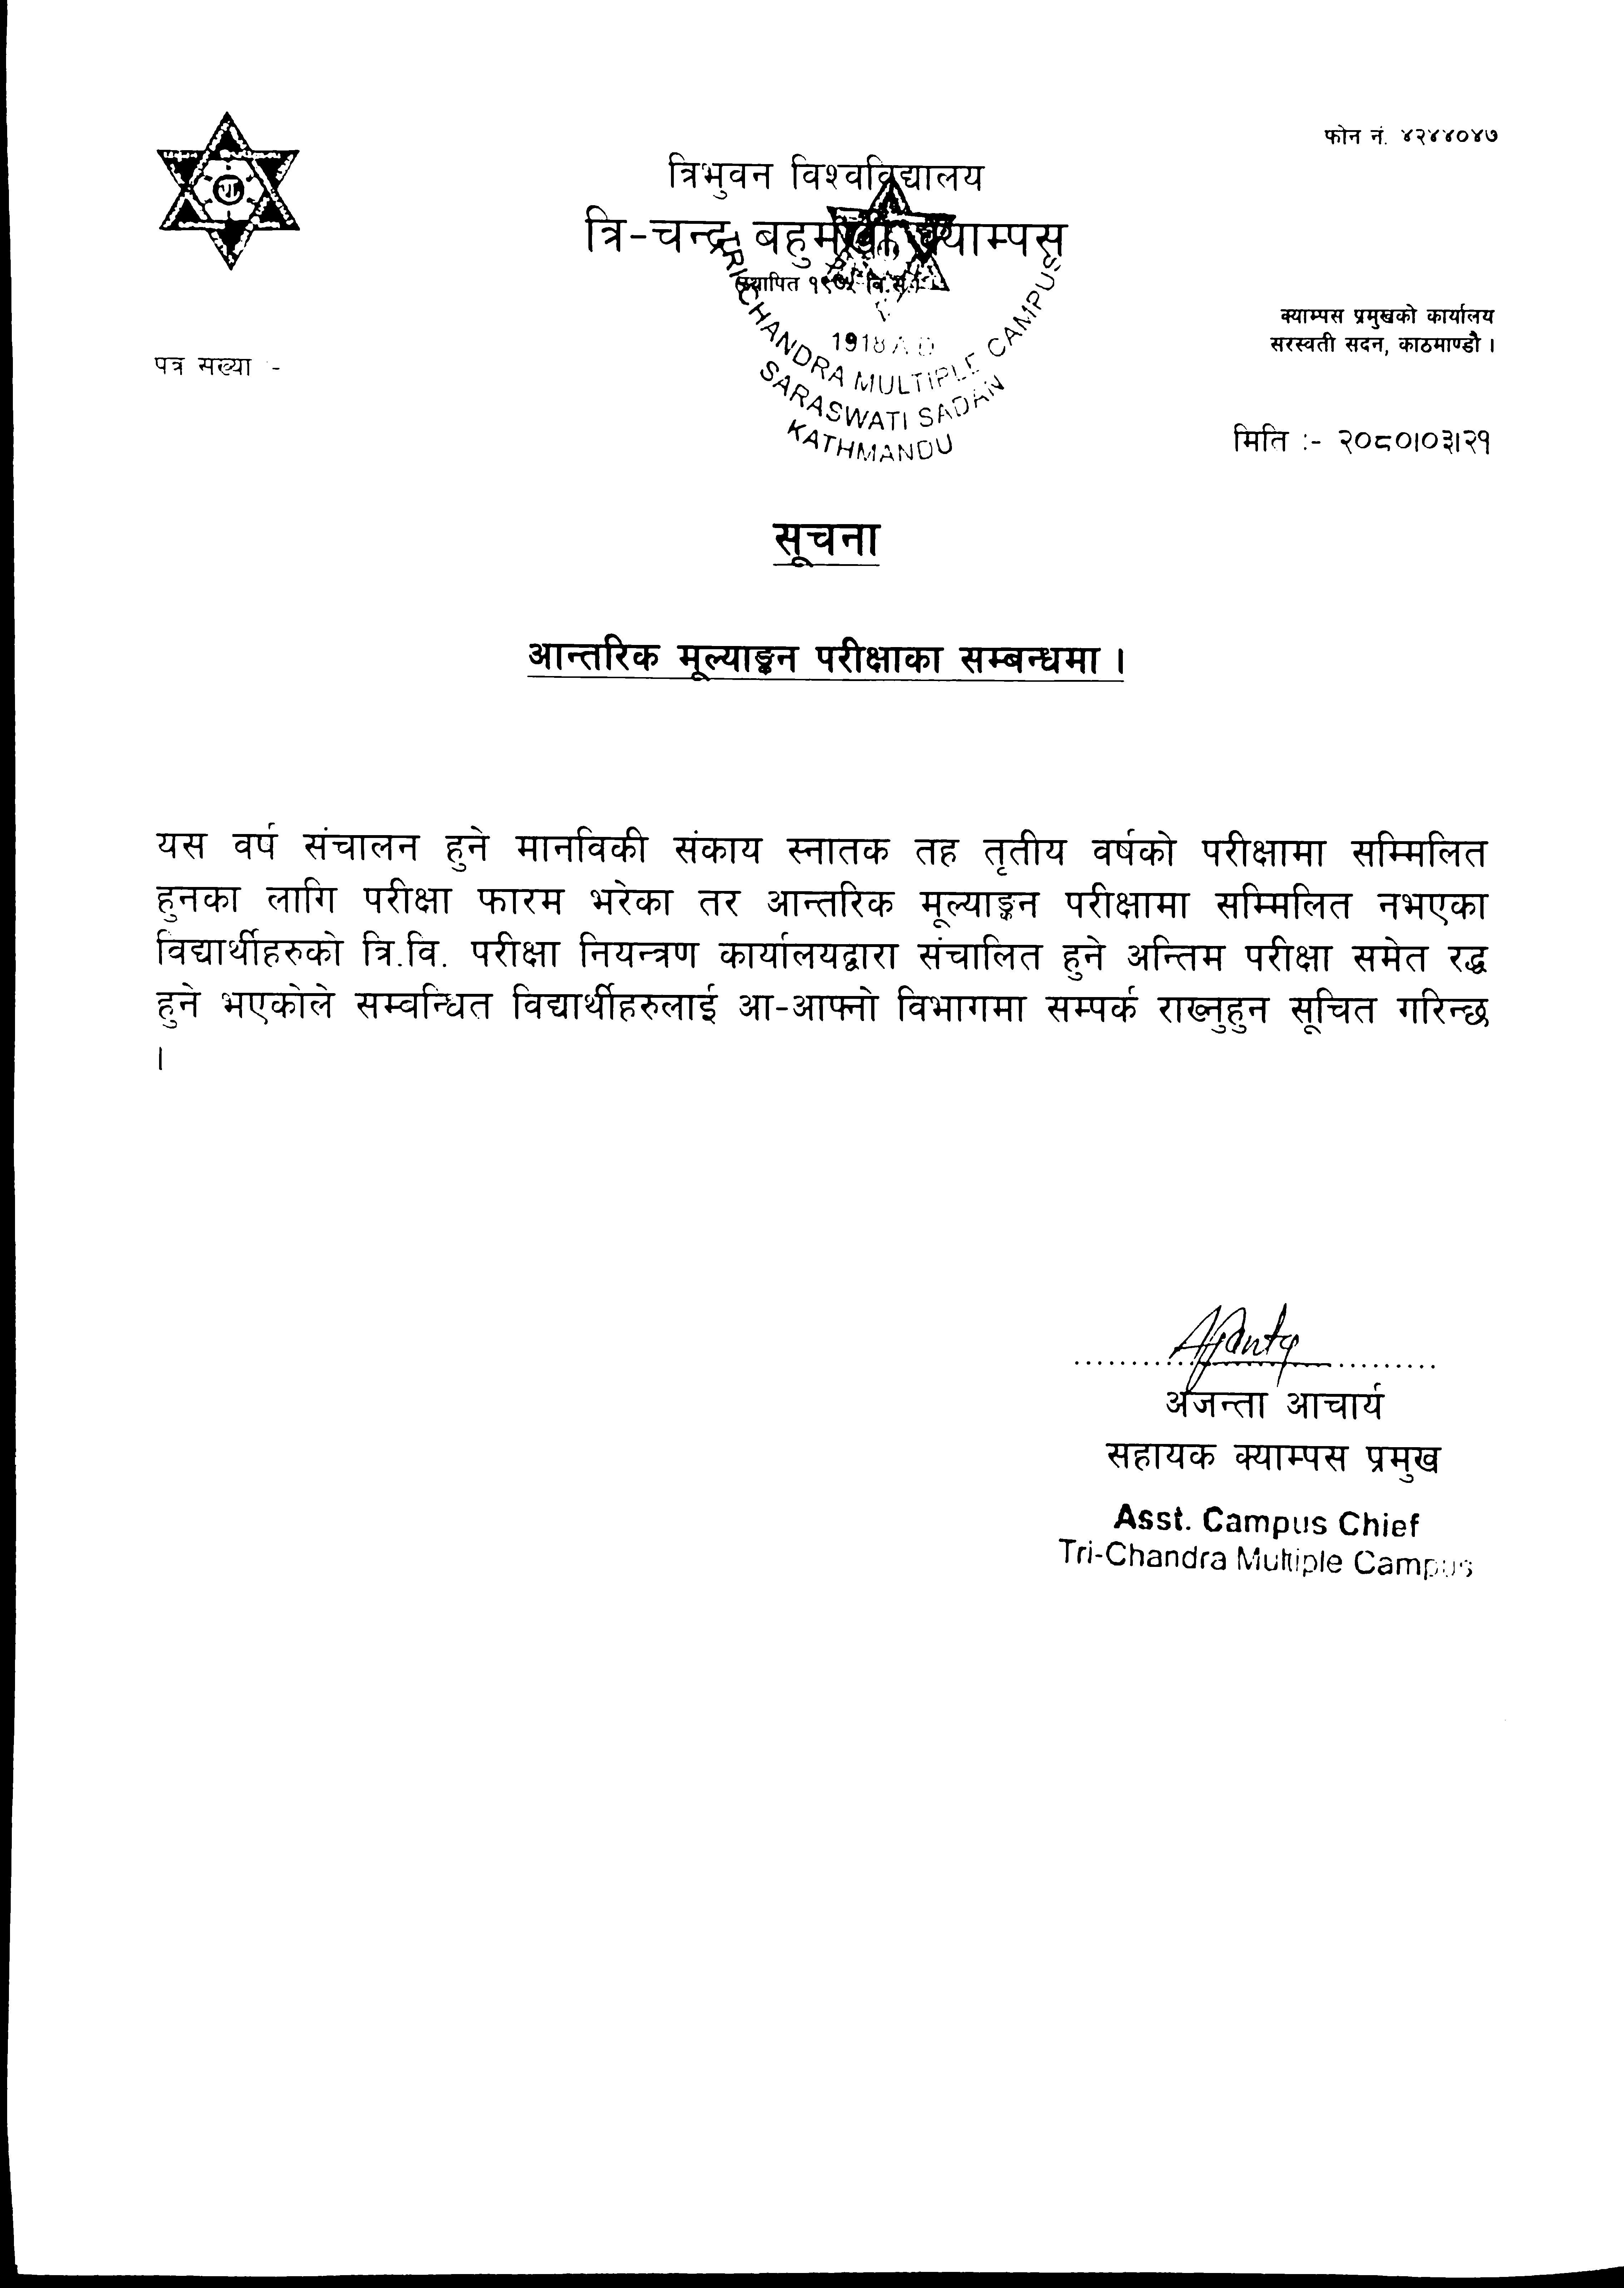 फोन नं. ४२४४०४७
त्रिभुवन विश्वविद्यालय
त्रि-चन्द्र बहुमुखी क्याम्पस
स्थापित १९७५ वि.सं.
1918 A D
TRI CHANDRA MULTIPLE CAMPUS
SARASWATI SADAN
KATHMANDU
क्याम्पस प्रमुखको कार्यालय
सरस्वती सदन, काठमाण्डौ ।
पत्र सख्या :-
मिति :- २०८०।०३।२१
सूचना
आन्तरिक मूल्याङ्कन परीक्षाका सम्बन्धमा ।
यस वर्ष संचालन हुने मानविकी संकाय स्नातक तह तृतीय वर्षको परीक्षामा सम्मिलित
हुनका लागि परीक्षा फारम भरेका तर आन्तरिक मूल्याङ्कन परीक्षामा सम्मिलित नभएका
विद्यार्थीहरुको त्रि.वि. परीक्षा नियन्त्रण कार्यालयद्वारा संचालित हुने अन्तिम परीक्षा समेत रद्ध
हुने भएकोले सम्वन्धित विद्यार्थीहरुलाई आ-आफ्नो विभागमा सम्पर्क राख्नुहुन सूचित गरिन्छ
।
अजन्ता आचार्य
सहायक क्याम्पस प्रमुख
Asst. Campus Chief
Tri-Chandra Multiple Campus